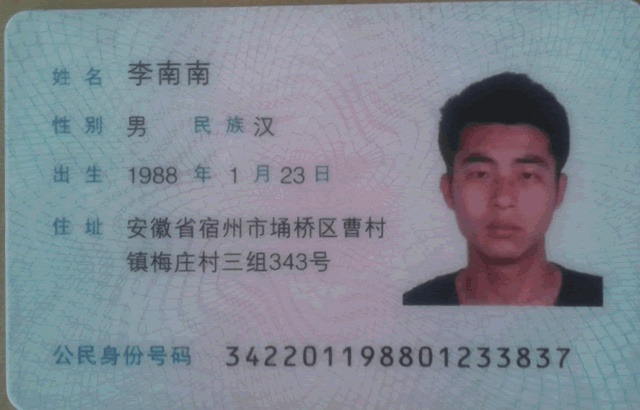 姓名 李南南
性别 男 民族 汉
出生 1988 年 1 月 23 日
住址 安徽省宿州市埇桥区曹村
镇梅庄村三组343号
公民身份号码 342201198801233837